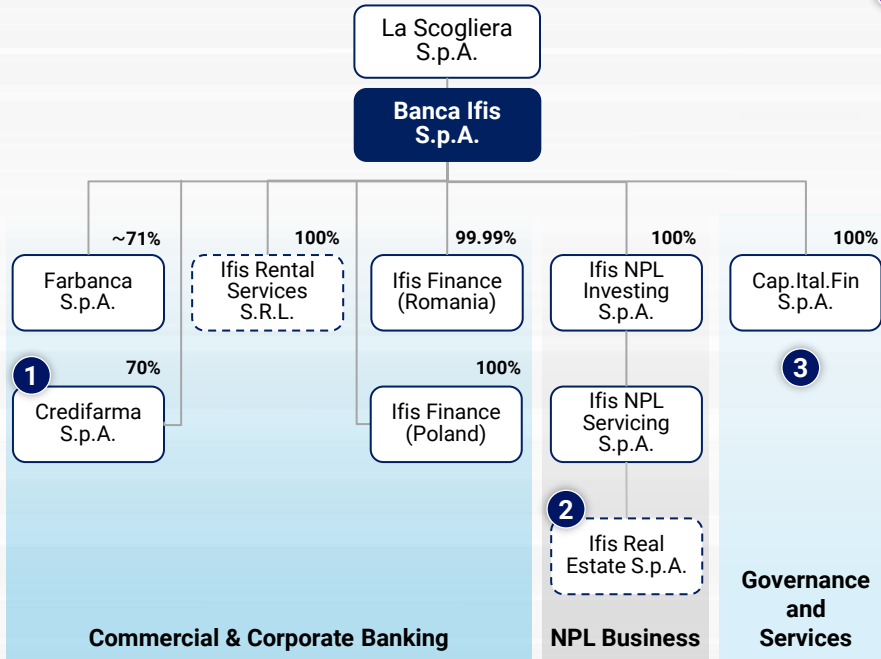 La Scogliera
S.p.A.
Banca Ifis
S.p.A.
~71%
100%
99.99%
100%
100%
Farbanca
S.p.A.
Ifis Rental
Services
S.R.L.
Ifis Finance
(Romania)
Ifis NPL
Investing
S.p.A.
Cap.Ital.Fin
S.p.A.
1
70%
100%
3
Credifarma
S.p.A.
Ifis Finance
(Poland)
Ifis NPL
Servicing
S.p.A.
2
Ifis Real
Estate S.p.A.
Commercial & Corporate Banking
NPL Business
Governance
and
Services